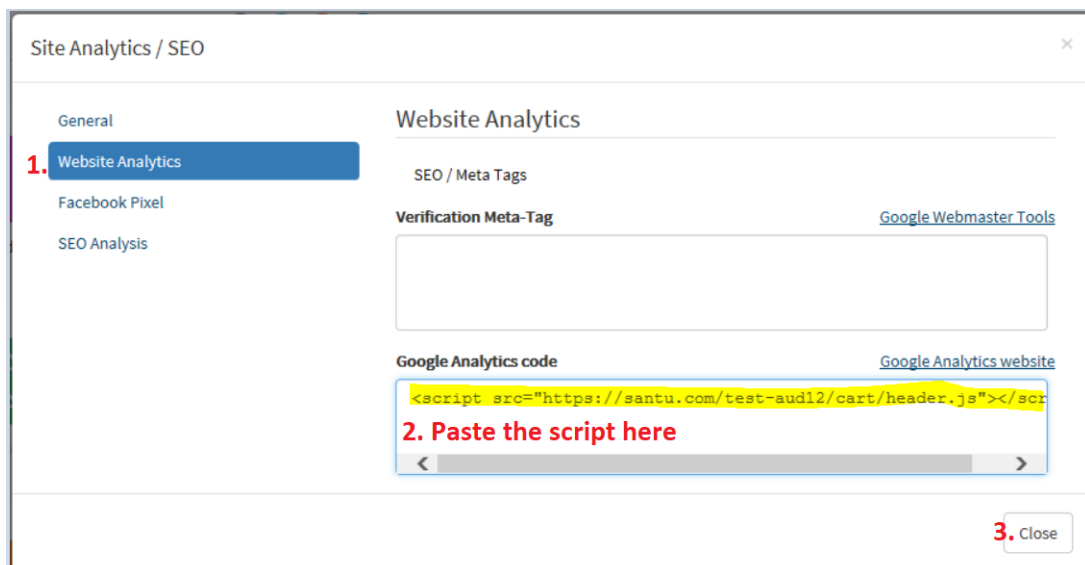 Site Analytics / SEO
×
General
1. Website Analytics
Facebook Pixel
SEO Analysis
Website Analytics
SEO / Meta Tags
Verification Meta-Tag Google Webmaster Tools
Google Analytics code Google Analytics website
<script src="https://santu.com/test-aud12/cart/header.js"></scr
2. Paste the script here
3. Close